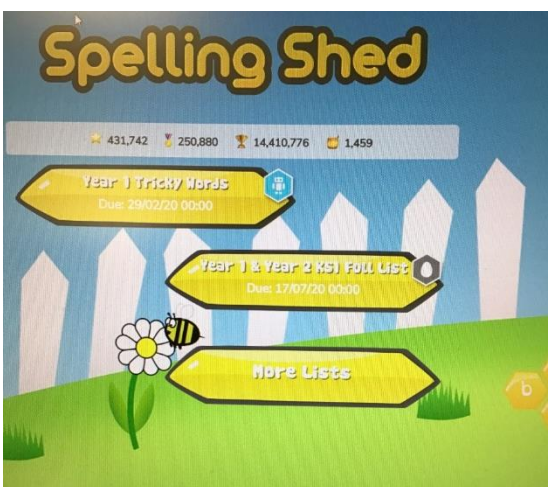 Spelling Shed
431,742 250,880 14,410,776 1,459
Year 1 Tricky Words
Due: 29/02/20 00:00
Year 1 & Year 2 KS1 Full List
Due: 17/07/20 00:00
More Lists